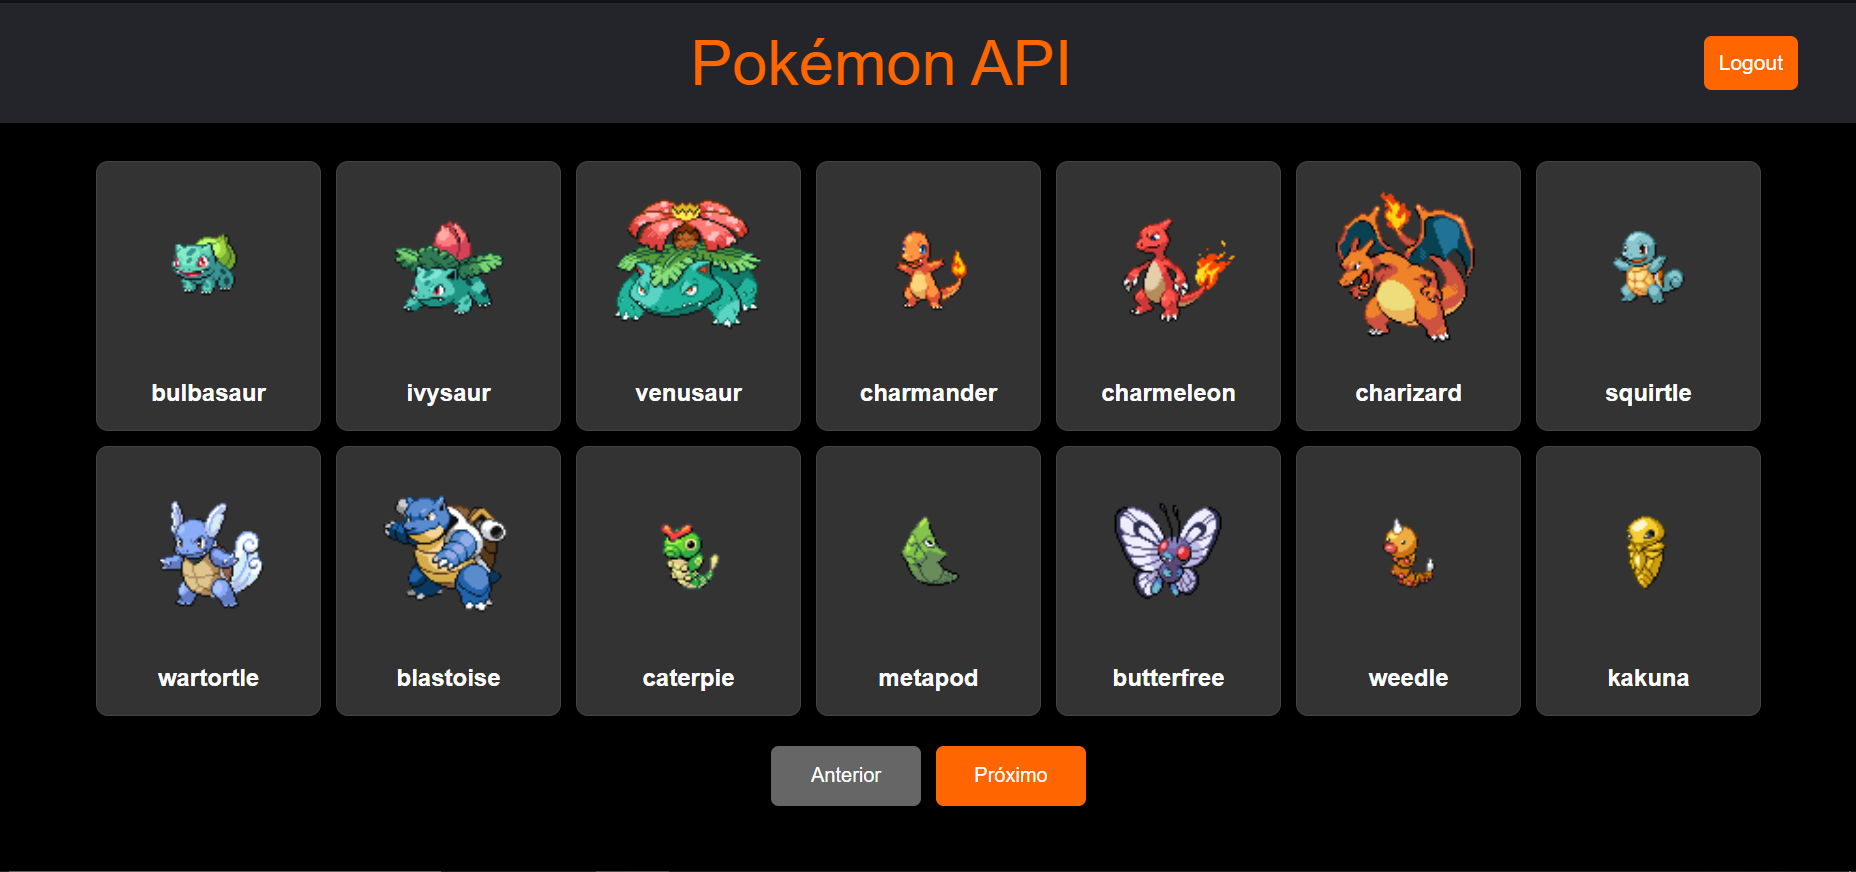 Pokémon API
Logout
bulbasaur
ivysaur
venusaur
charmander
charmeleon
charizard
squirtle
wartortle
blastoise
caterpie
metapod
butterfree
weedle
kakuna
Anterior
Próximo